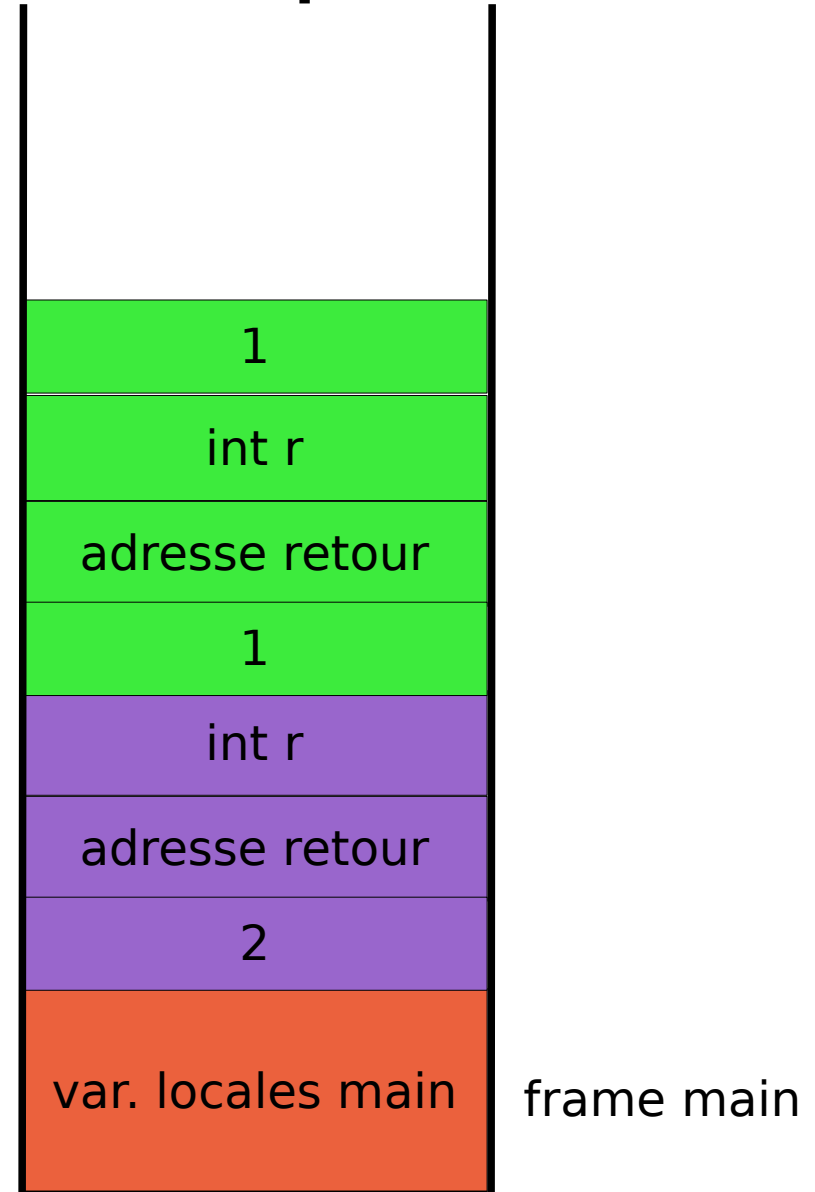 1
int r
adresse retour
1
int r
adresse retour
2
var. locales main
frame main